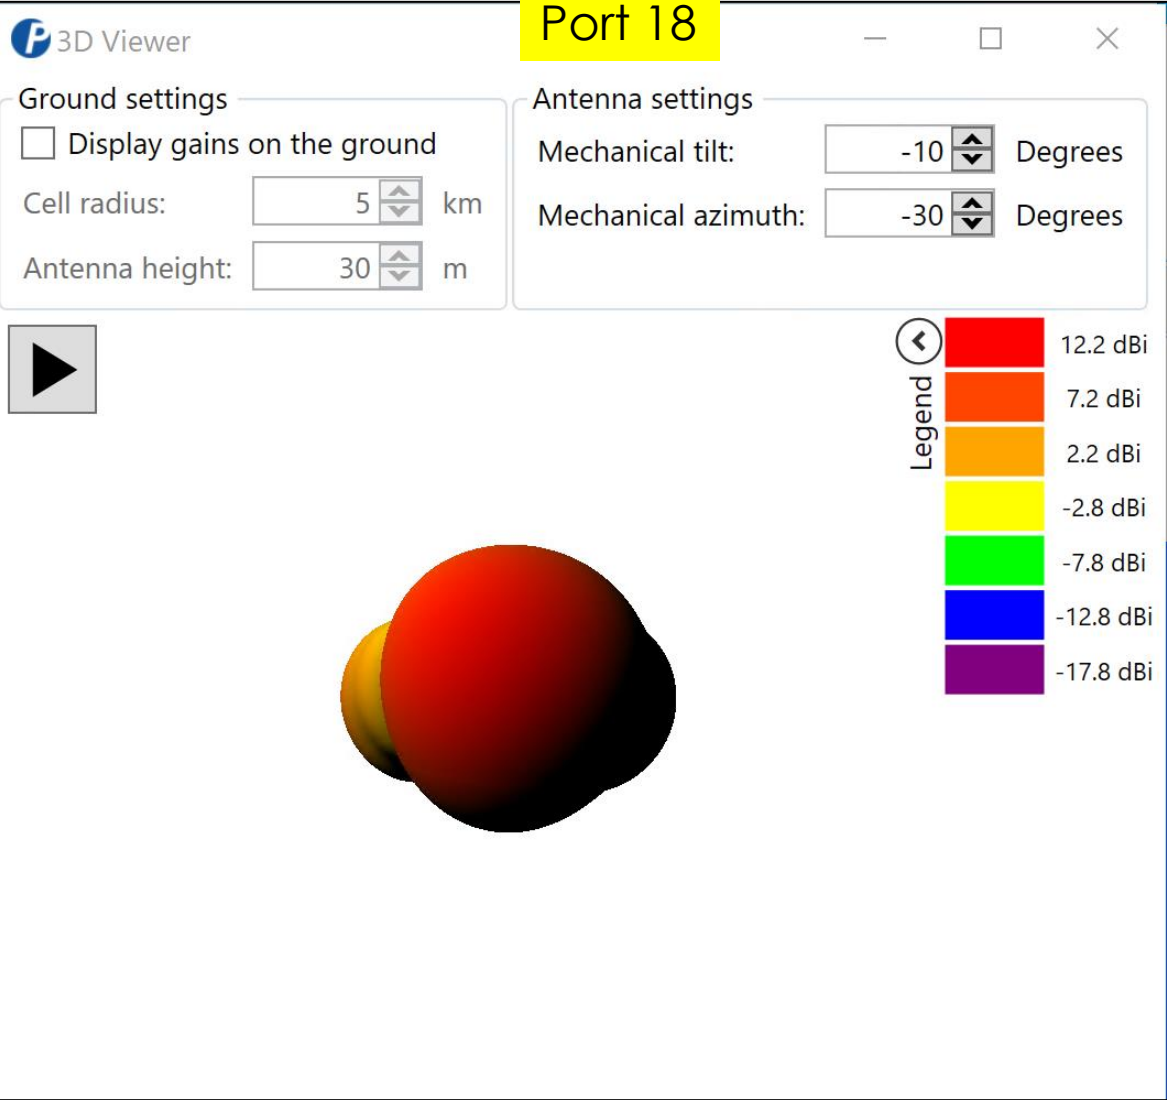 Port 18
3D Viewer
Ground settings
Display gains on the ground
Cell radius: 5 km
Antenna height: 30 m
Antenna settings
Mechanical tilt: -10 Degrees
Mechanical azimuth: -30 Degrees
Legend
12.2 dBi
7.2 dBi
2.2 dBi
-2.8 dBi
-7.8 dBi
-12.8 dBi
-17.8 dBi